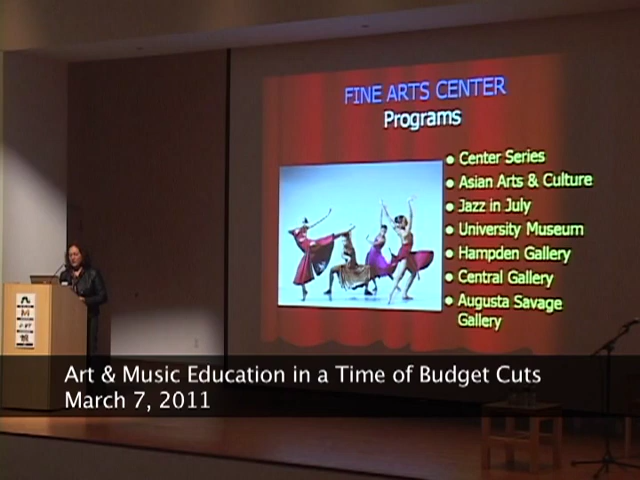 FINE ARTS CENTER
Programs
● Center Series
● Asian Arts & Culture
● Jazz in July
● University Museum
● Hampden Gallery
● Central Gallery
● Augusta Savage
Gallery
Art & Music Education in a Time of Budget Cuts
March 7, 2011